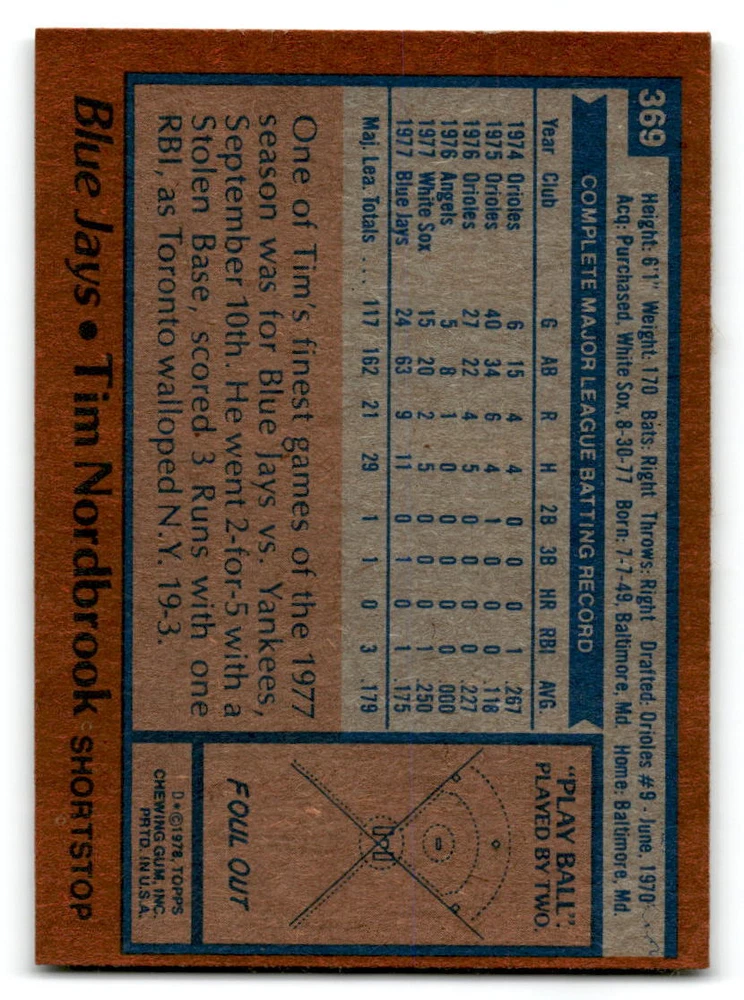 369
Height: 6'1" Weight: 170 Bats: Right Throws: Right Drafted: Orioles #9 - June, 1970
Acq: Purchased, White Sox, 8-30-77 Born: 7-7-49, Baltimore, Md. Home: Baltimore, Md.
COMPLETE MAJOR LEAGUE BATTING RECORD
Year Club G AB R H 2B 3B HR RBI AVG.
1974 Orioles 6 15 4 4 0 0 0 1 .267
1975 Orioles 40 34 6 4 1 0 0 0 .118
1976 Orioles 27 22 4 5 0 0 0 0 .227
1976 Angels 5 8 1 0 0 0 0 0 .000
1977 White Sox 15 20 2 5 0 0 0 1 .250
1977 Blue Jays 24 63 9 11 0 1 0 1 .175
Maj. Lea. Totals .... 117 162 21 29 1 1 0 3 .179
One of Tim's finest games of the 1977
season was for Blue Jays vs. Yankees,
September 10th. He went 2-for-5 with a
Stolen Base, scored 3 Runs with one
RBI, as Toronto walloped N.Y. 19-3.
"PLAY BALL"
PLAYED BY TWO.
FOUL OUT
D*©1978, TOPPS
CHEWING GUM, INC.
PRTD. IN U.S.A.
Blue Jays • Tim Nordbrook SHORTSTOP